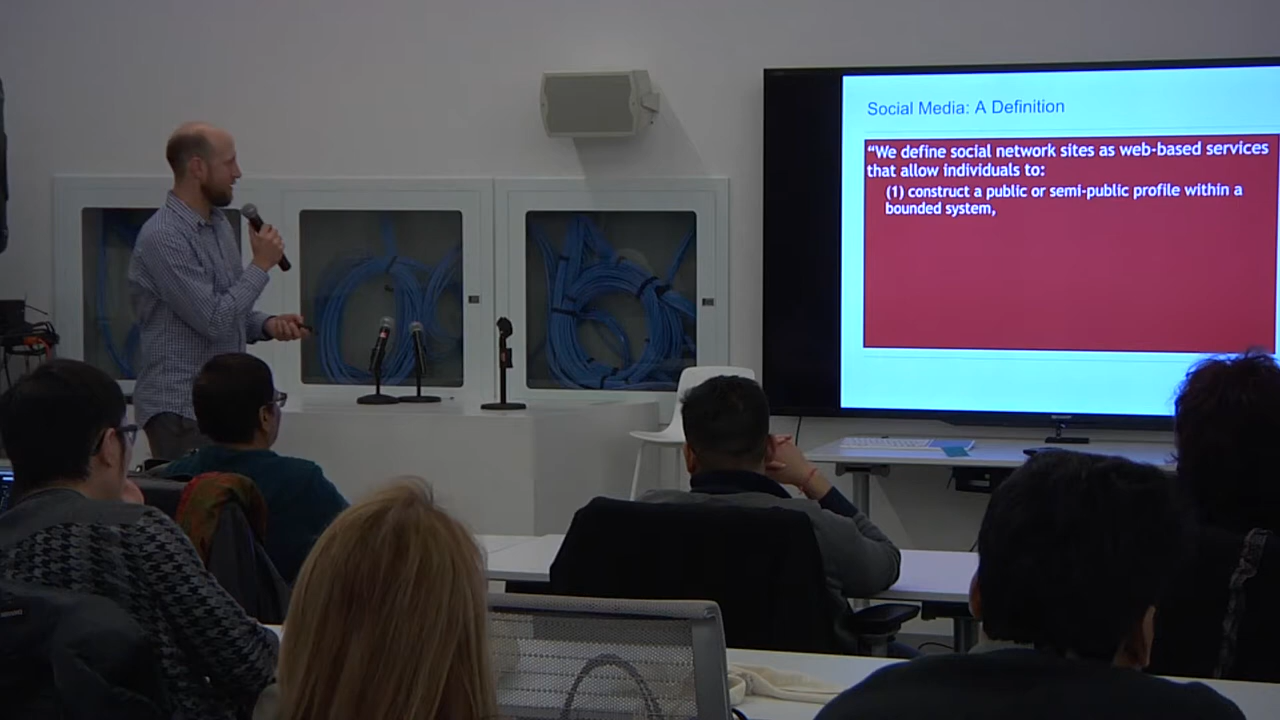 Social Media: A Definition
“We define social network sites as web-based services
that allow individuals to:
(1) construct a public or semi-public profile within a
bounded system,
SHARP